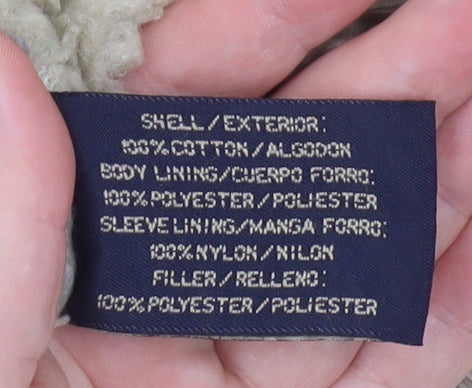 SHELL/EXTERIOR:
100% COTTON/ALGODON
BODY LINING/CUERPO FORRO:
100% POLYESTER/POLIESTER
SLEEVE LINING/MANGA FORRO:
100% NYLON/NILON
FILLER/RELLENO:
100% POLYESTER/POLIESTER